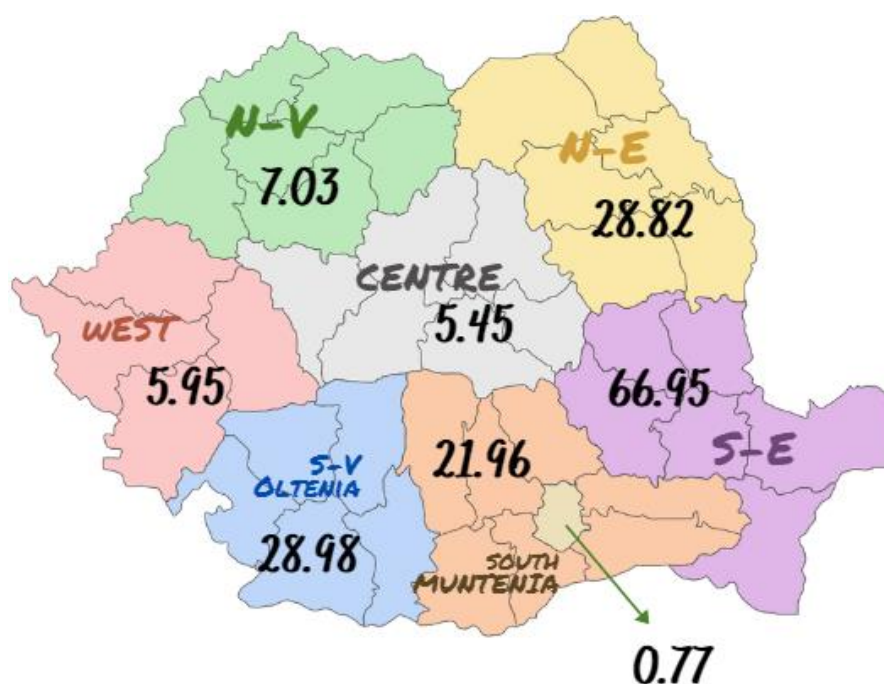 N-V
7.03
N-E
28.82
CENTRE
5.45
WEST
5.95
66.95
S-E
S-V
OLTENIA
28.98
21.96
SOUTH
MUNTENIA
0.77